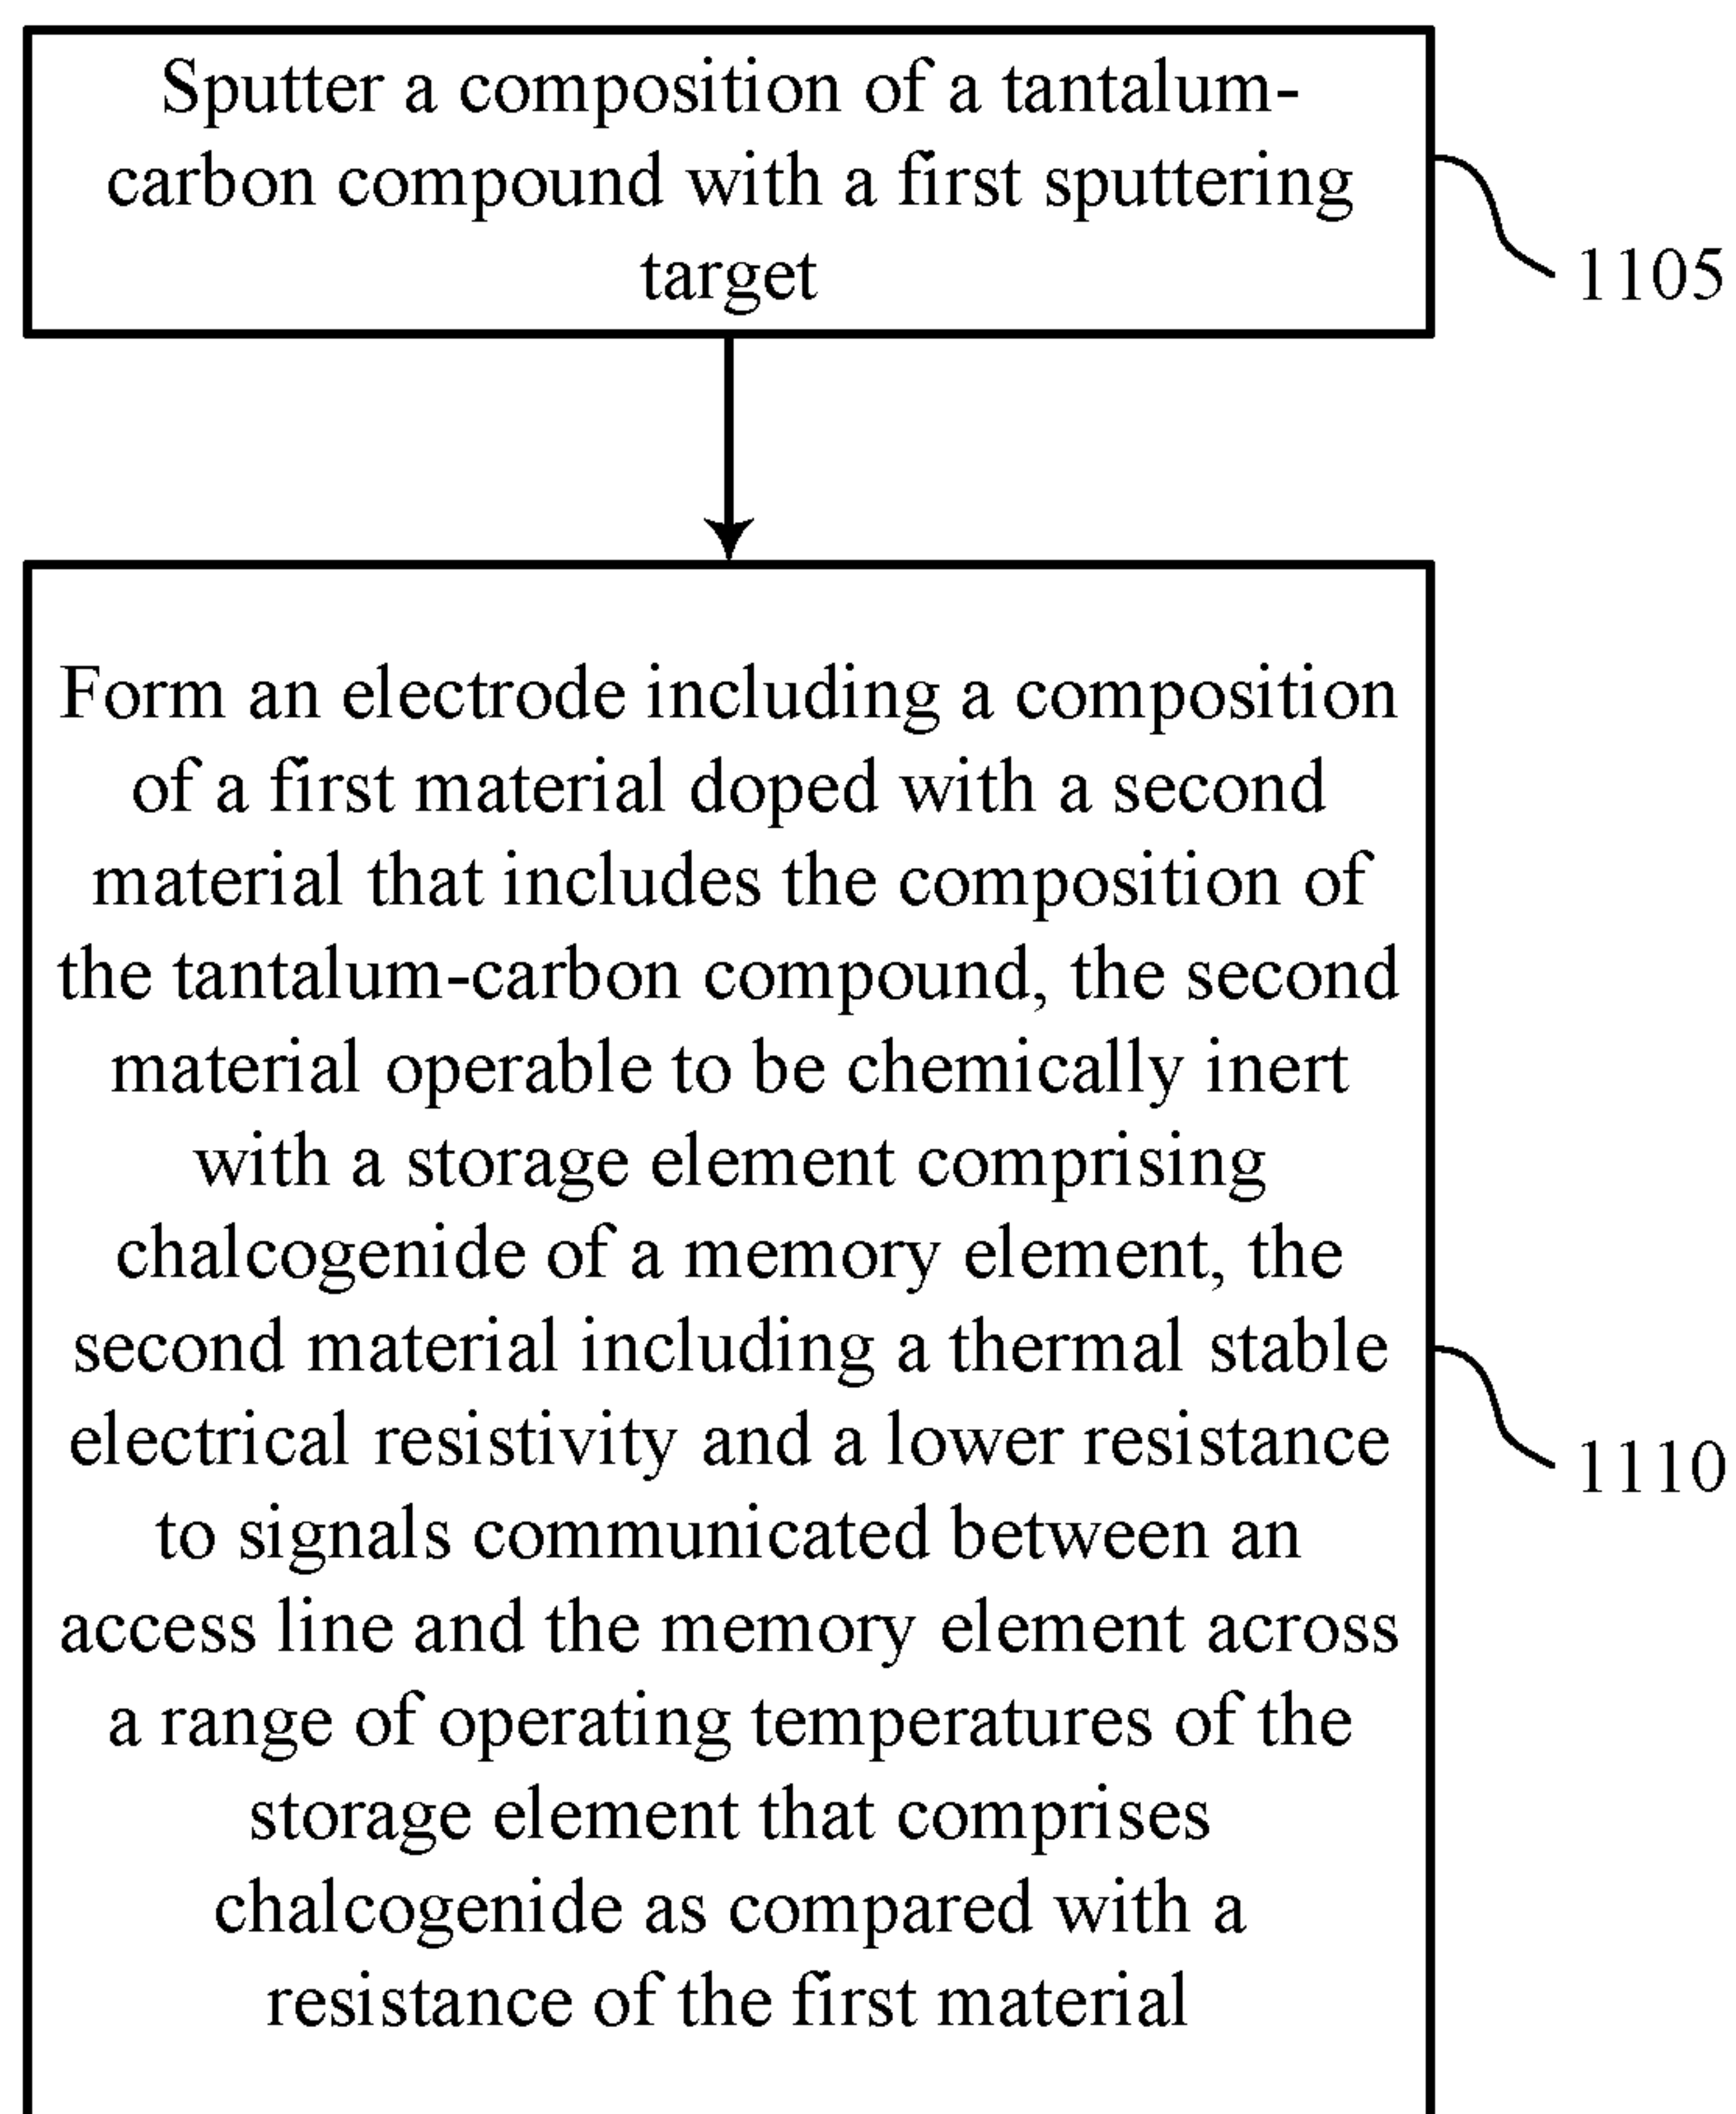 Sputter a composition of a tantalum-
carbon compound with a first sputtering
target
1105
Form an electrode including a composition
of a first material doped with a second
material that includes the composition of
the tantalum-carbon compound, the second
material operable to be chemically inert
with a storage element comprising
chalcogenide of a memory element, the
second material including a thermal stable
electrical resistivity and a lower resistance
to signals communicated between an
access line and the memory element across
a range of operating temperatures of the
storage element that comprises
chalcogenide as compared with a
resistance of the first material
1110